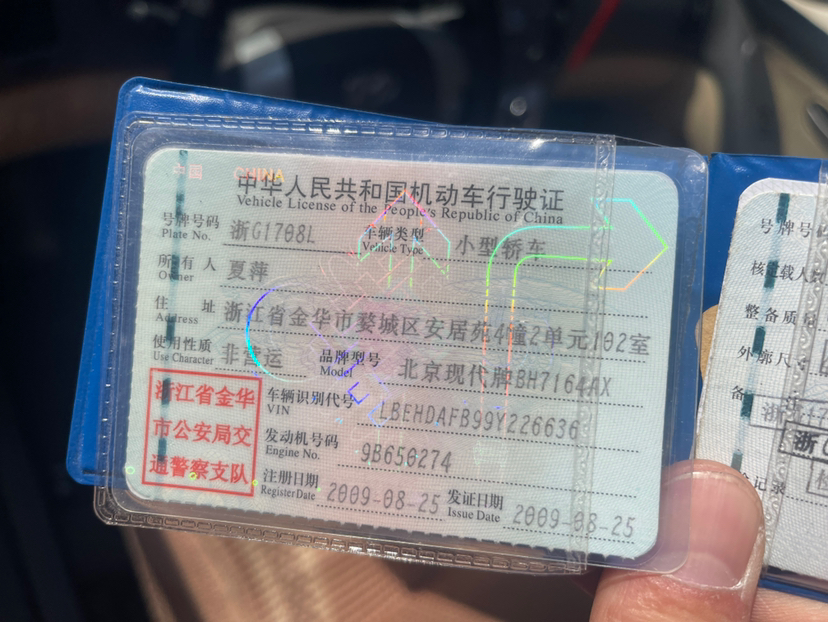 中国 CHINA
中华人民共和国机动车行驶证
Vehicle License of the People's Republic of China
号牌号码 浙G1708L 车辆类型 小型轿车
Plate No. Vehicle Type
所有人 夏萍
Owner
住址 浙江省金华市婺城区安居苑4幢2单元102室
Address
使用性质 非营运 品牌型号 北京现代牌BH7164AX
Use Character Model
浙江省金华
市公安局交
通警察支队
车辆识别代号 LBEHDAFB99Y226636
VIN
发动机号码 9B650274
Engine No.
注册日期 2009-08-25 发证日期 2009-08-25
Register Date Issue Date
号牌号
核定载人数
整备质量
外廓尺寸
备
浙
记录